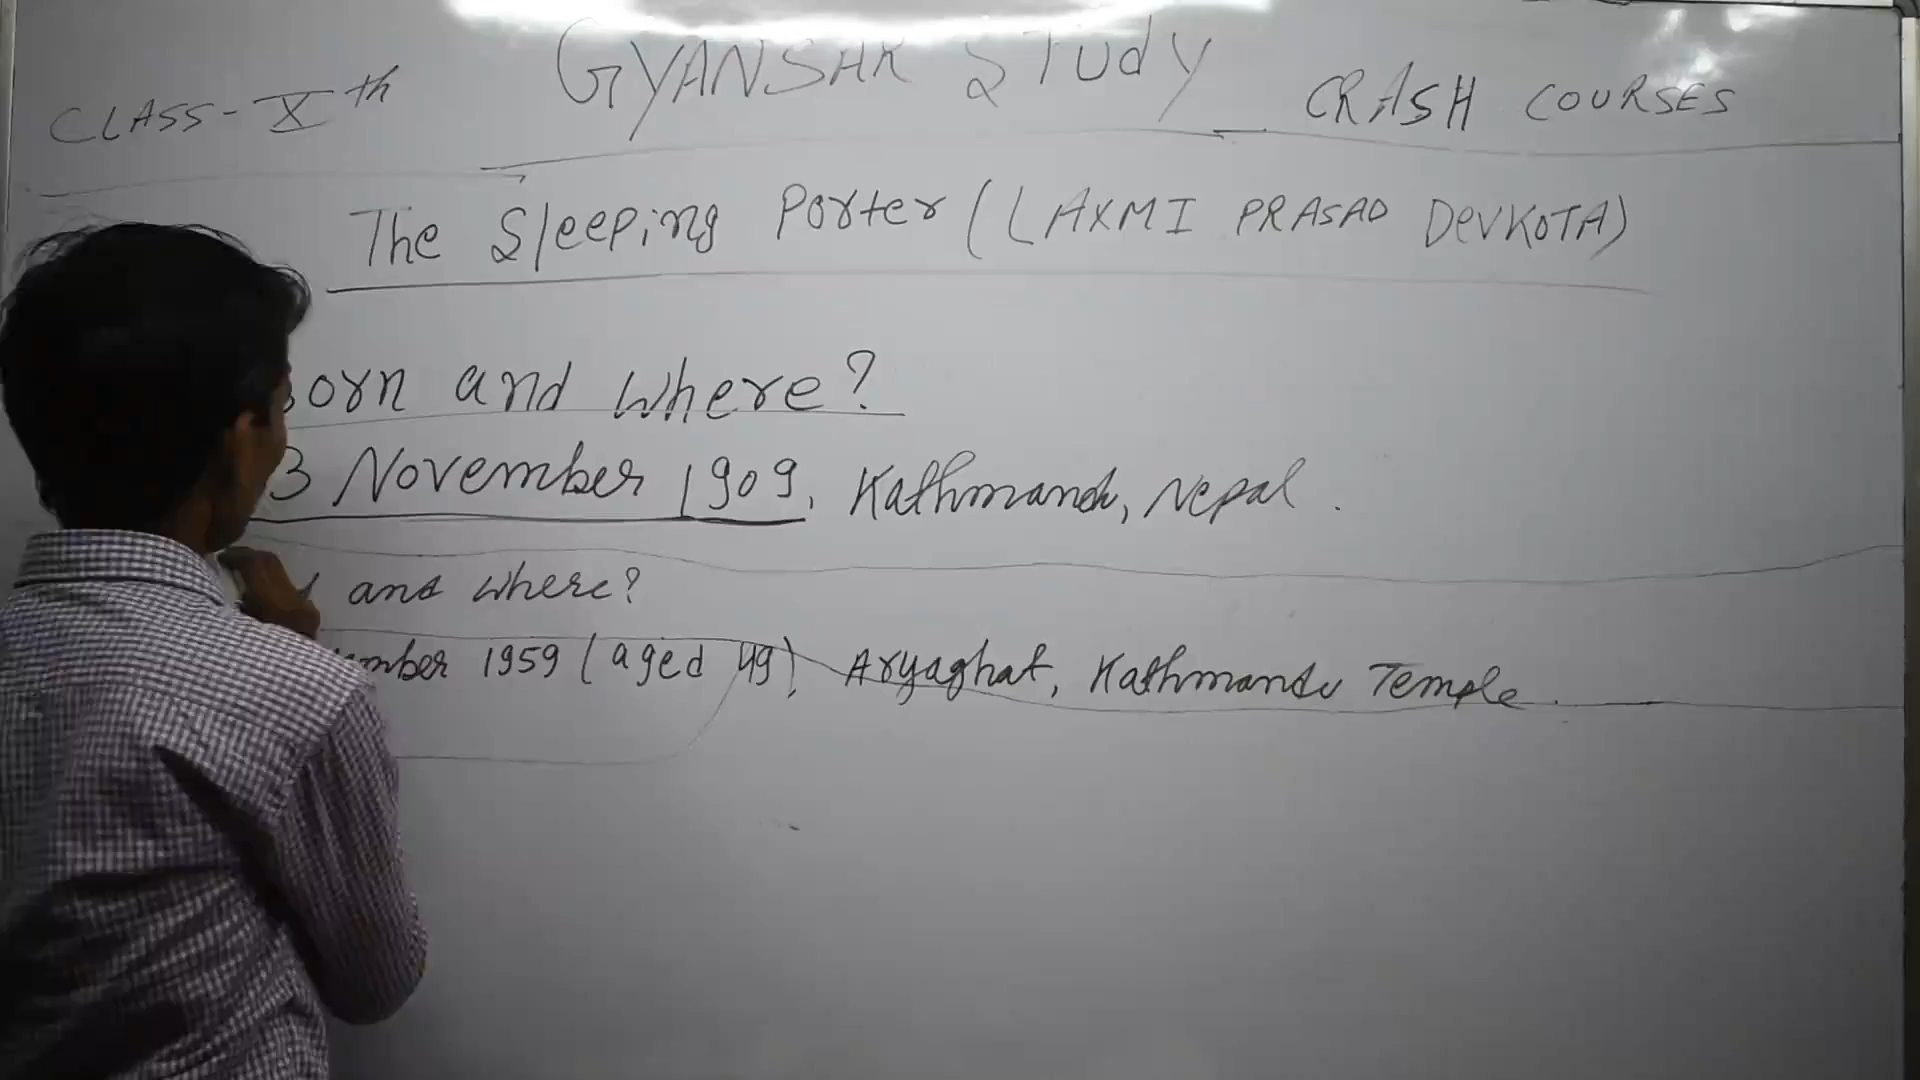 CLASS-Xth GYANSAR Study CRASH COURSES
The Sleeping Porter (LAXMI PRASAD DEVKOTA)
orn and where?
3 November 1909, Kathmandu, Nepal.
and where?
mber 1959 (aged 49), Aryaghat, Kathmandu Temple.